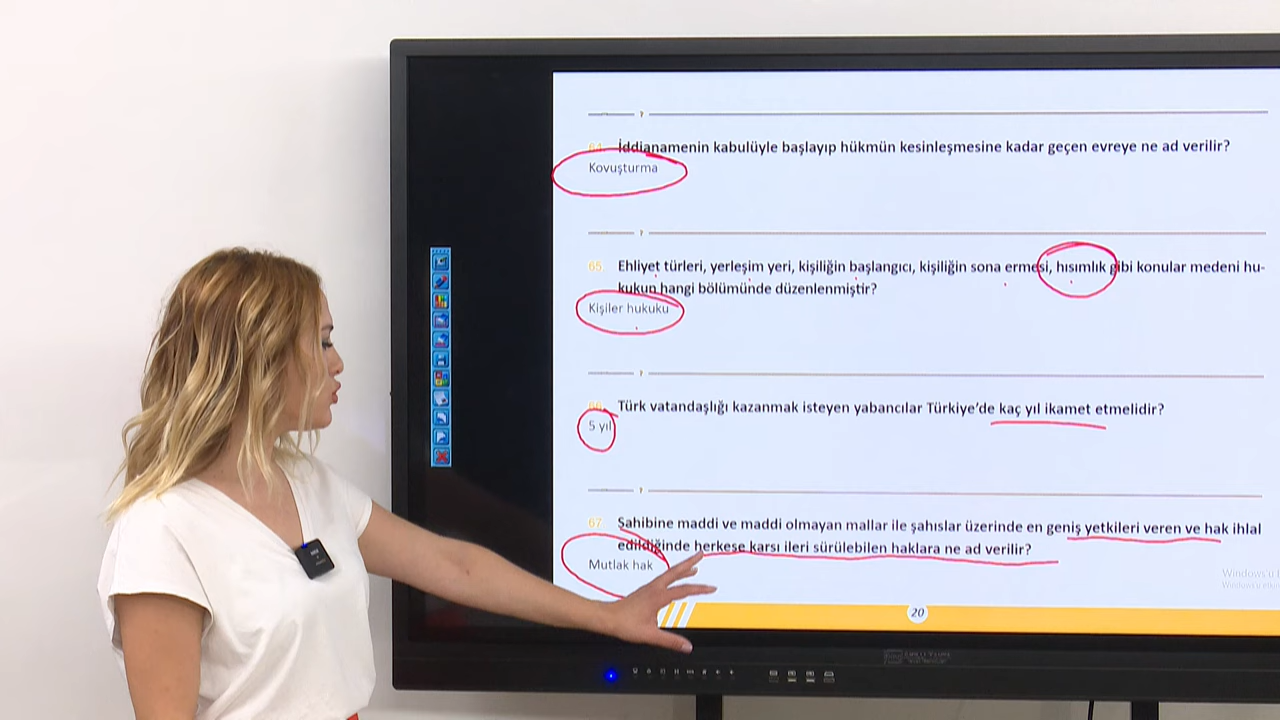 64 İddianamenin kabulüyle başlayıp hükmün kesinleşmesine kadar geçen evreye ne ad verilir?
Kovuşturma
65 Ehliyet türleri, yerleşim yeri, kişiliğin başlangıcı, kişiliğin sona ermesi, hısımlık gibi konular medeni hu-
kukun hangi bölümünde düzenlenmiştir?
Kişiler hukuku
66 Türk vatandaşlığı kazanmak isteyen yabancılar Türkiye'de kaç yıl ikamet etmelidir?
5 yıl
67 Sahibine maddi ve maddi olmayan mallar ile şahıslar üzerinde en geniş yetkileri veren ve hak ihlal
edildiğinde herkese karşı ileri sürülebilen haklara ne ad verilir?
Mutlak hak
20